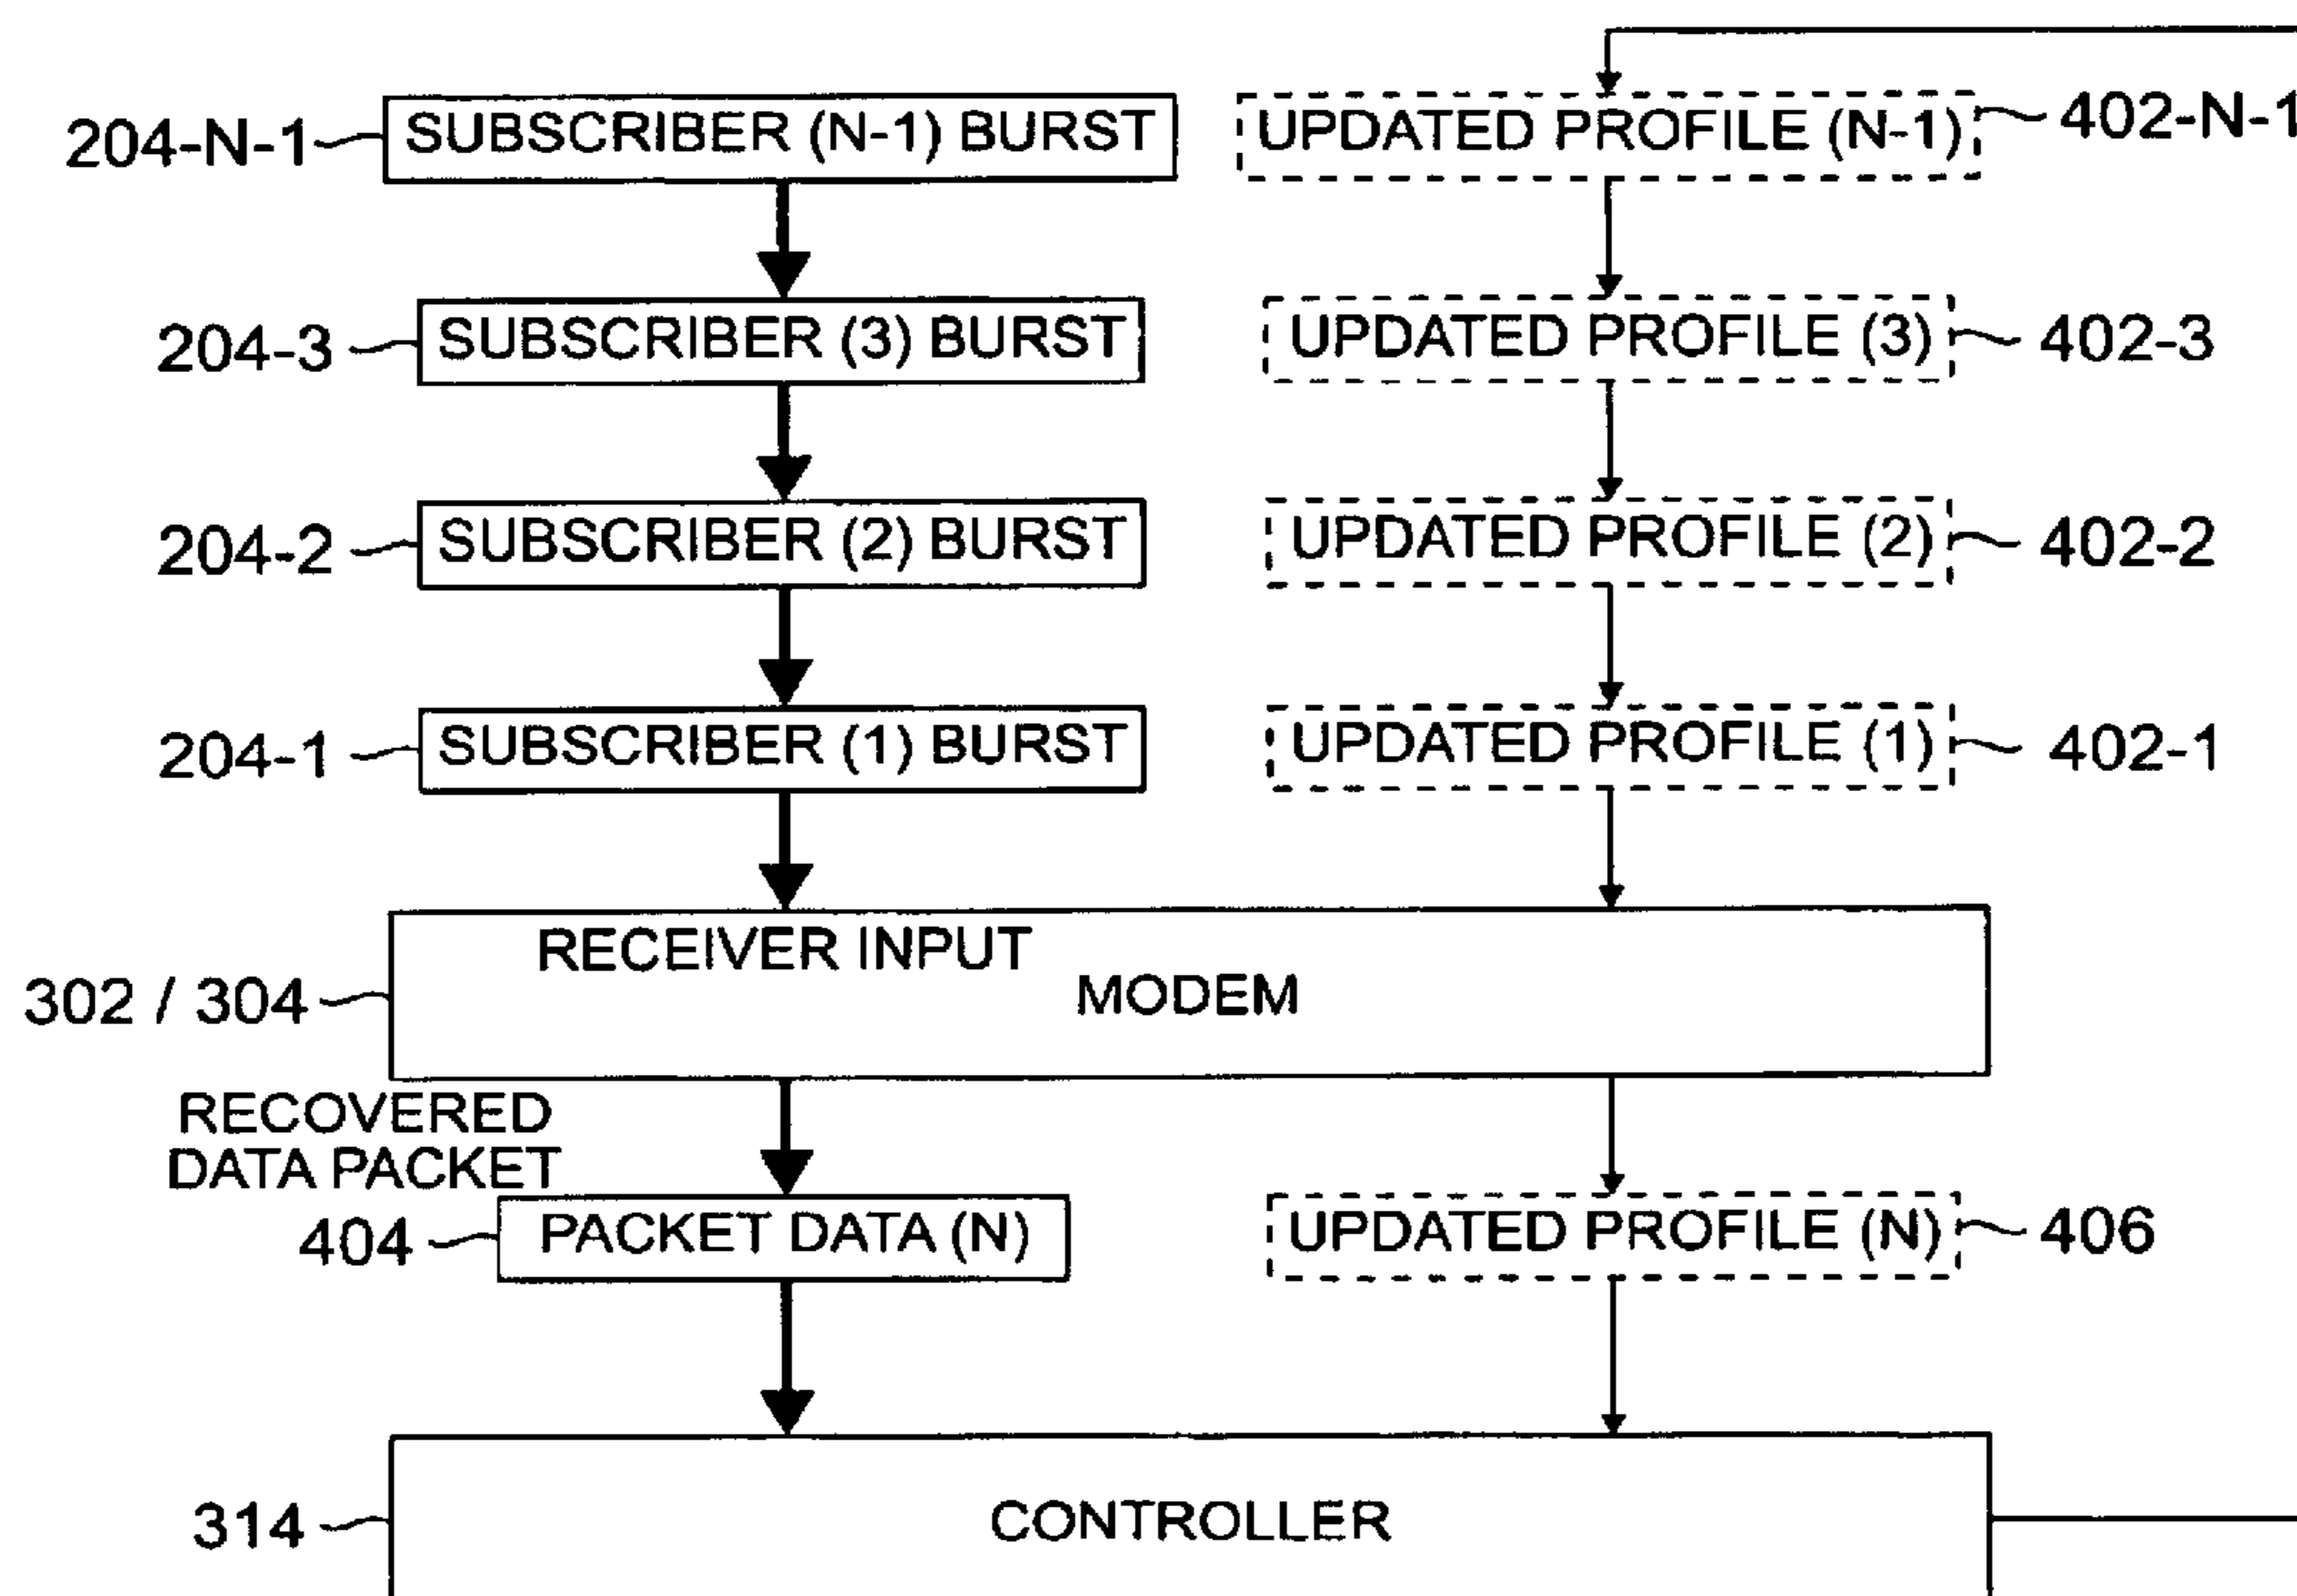 204-N-1 SUBSCRIBER (N-1) BURST UPDATED PROFILE (N-1) 402-N-1
204-3 SUBSCRIBER (3) BURST UPDATED PROFILE (3) 402-3
204-2 SUBSCRIBER (2) BURST UPDATED PROFILE (2) 402-2
204-1 SUBSCRIBER (1) BURST UPDATED PROFILE (1) 402-1
RECEIVER INPUT
302 / 304 MODEM
RECOVERED
DATA PACKET
404 PACKET DATA (N) UPDATED PROFILE (N) 406
314 CONTROLLER